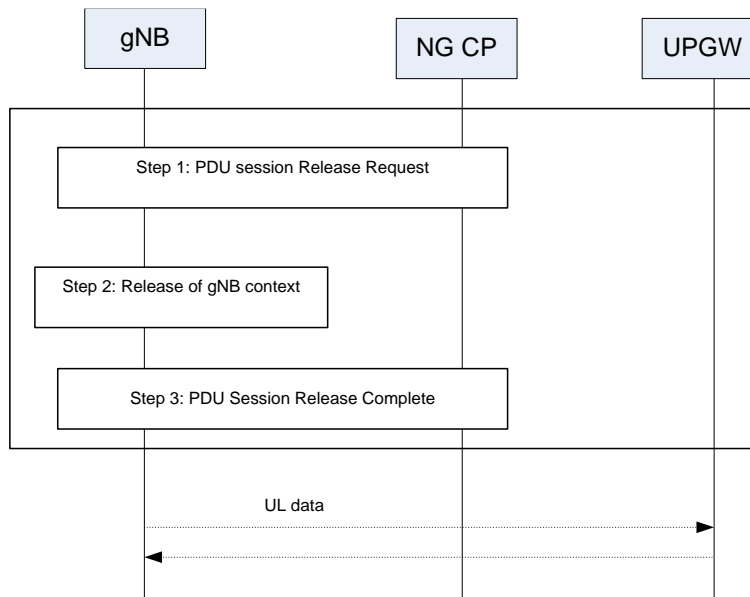 gNB
NG CP
UPGW
Step 1: PDU session Release Request
Step 2: Release of gNB context
Step 3: PDU Session Release Complete
UL data